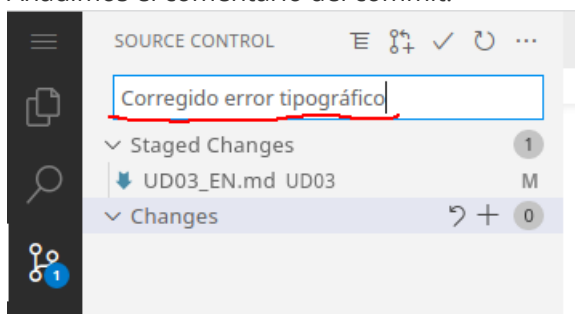 Añadimos el comentario del commit.
SOURCE CONTROL
Corregido error tipográfico
Staged Changes 1
UD03_EN.md UD03 M
Changes 0
1